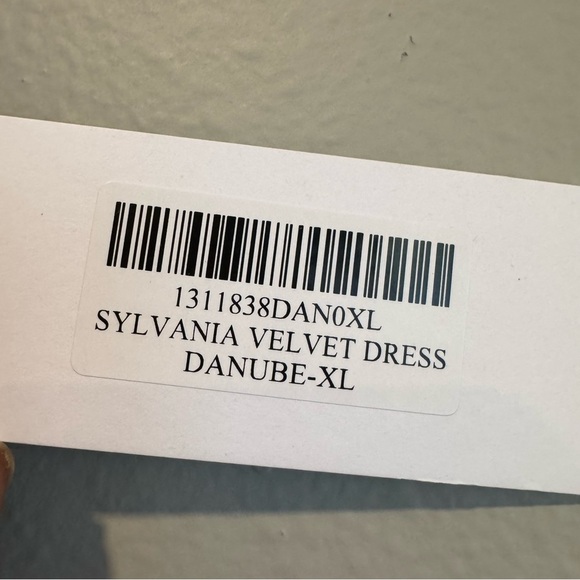 1311838DAN0XL
SYLVANIA VELVET DRESS
DANUBE-XL